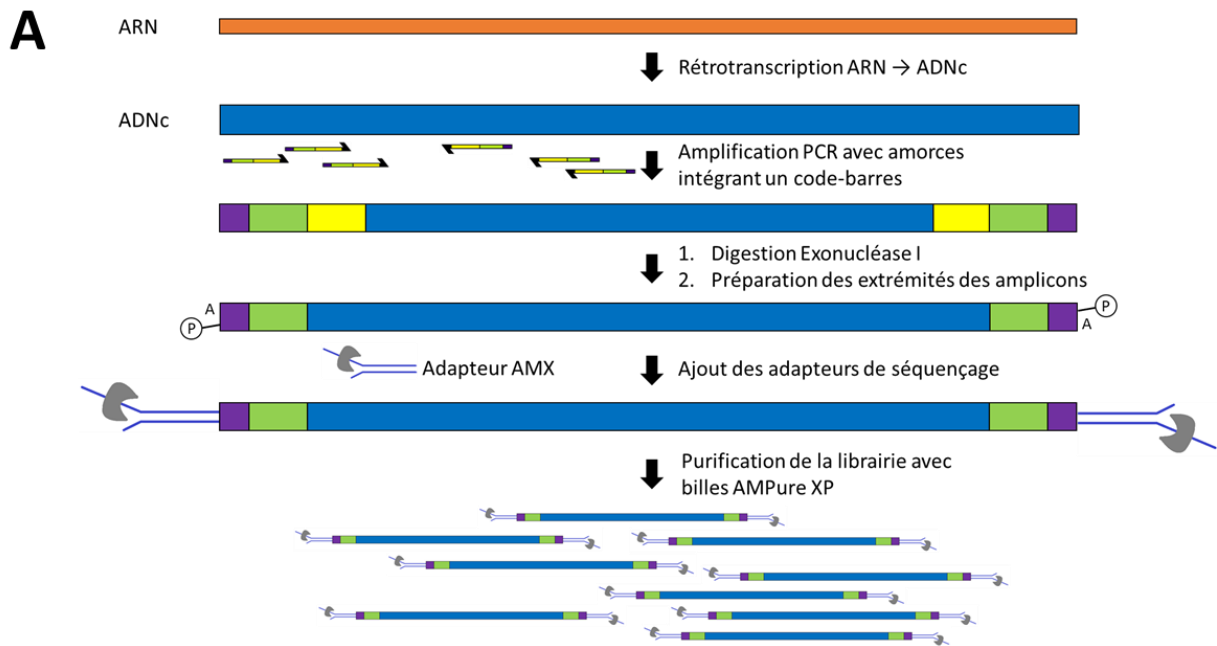 A
ARN
Rétrotranscription ARN → ADNc
ADNc
Amplification PCR avec amorces
intégrant un code-barres
1. Digestion Exonucléase I
2. Préparation des extrémités des amplicons
A
P
P
A
Adapteur AMX
Ajout des adapteurs de séquençage
Purification de la librairie avec
billes AMPure XP